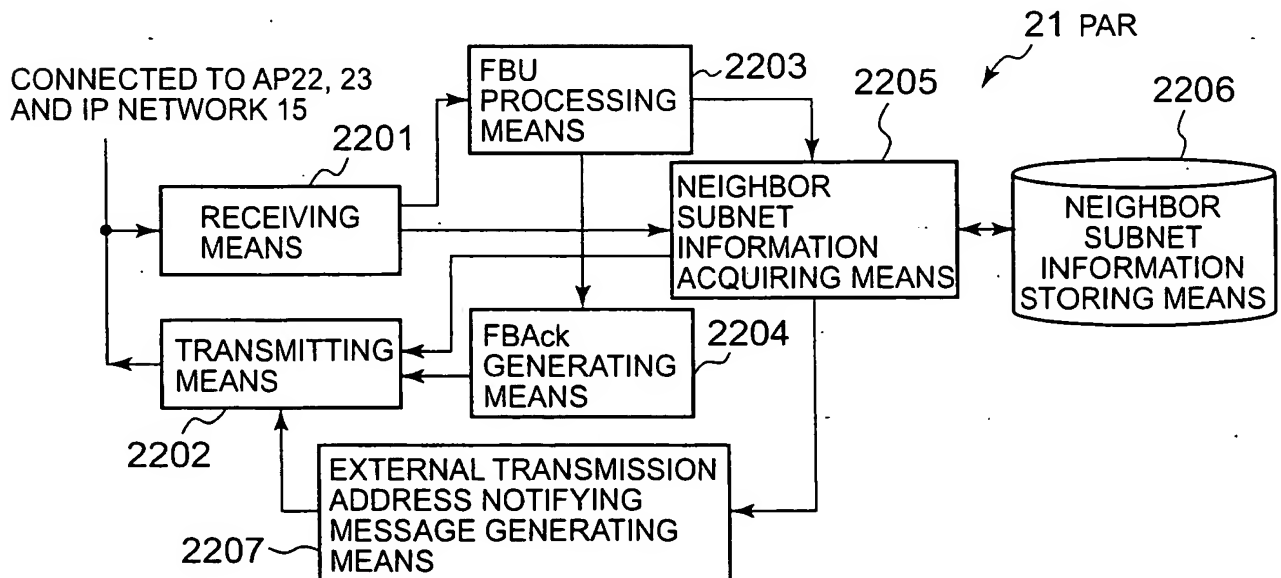 21 PAR
CONNECTED TO AP22, 23
AND IP NETWORK 15
2201
RECEIVING
MEANS
FBU
PROCESSING
MEANS
2203
2205
NEIGHBOR
SUBNET
INFORMATION
ACQUIRING MEANS
2206
NEIGHBOR
SUBNET
INFORMATION
STORING MEANS
TRANSMITTING
MEANS
2202
FBAck
GENERATING
MEANS
2204
EXTERNAL TRANSMISSION
ADDRESS NOTIFYING
MESSAGE GENERATING
MEANS
2207